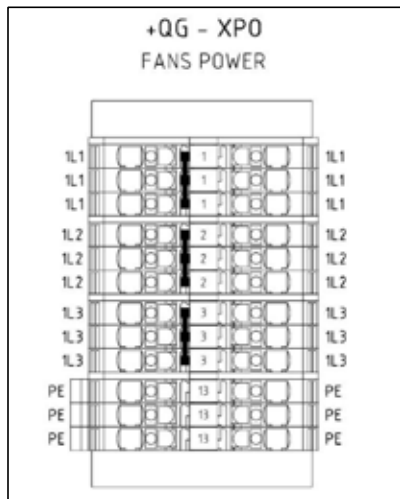 +QG - XPO
FANS POWER
1L1 1 1L1
1L1 1 1L1
1L1 1 1L1
1L2 2 1L2
1L2 2 1L2
1L2 2 1L2
1L3 3 1L3
1L3 3 1L3
1L3 3 1L3
PE 13 PE
PE 13 PE
PE 13 PE